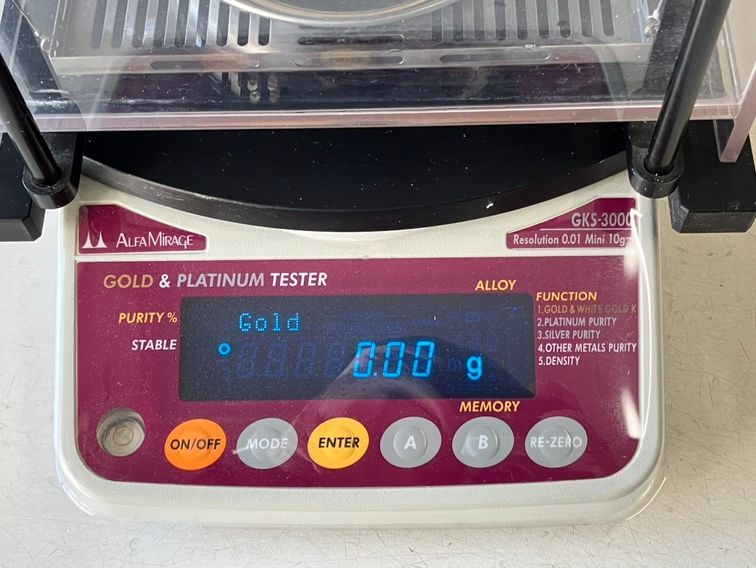 ALFAMIRAGE
GKS-3000
Resolution 0.01 Mini 10g
GOLD & PLATINUM TESTER
ALLOY
PURITY %
STABLE
Gold
0.00 g
FUNCTION
1.GOLD & WHITE GOLD K
2.PLATINUM PURITY
3.SILVER PURITY
4.OTHER METALS PURITY
5.DENSITY
MEMORY
ON/OFF
MODE
ENTER
A
B
RE-ZERO